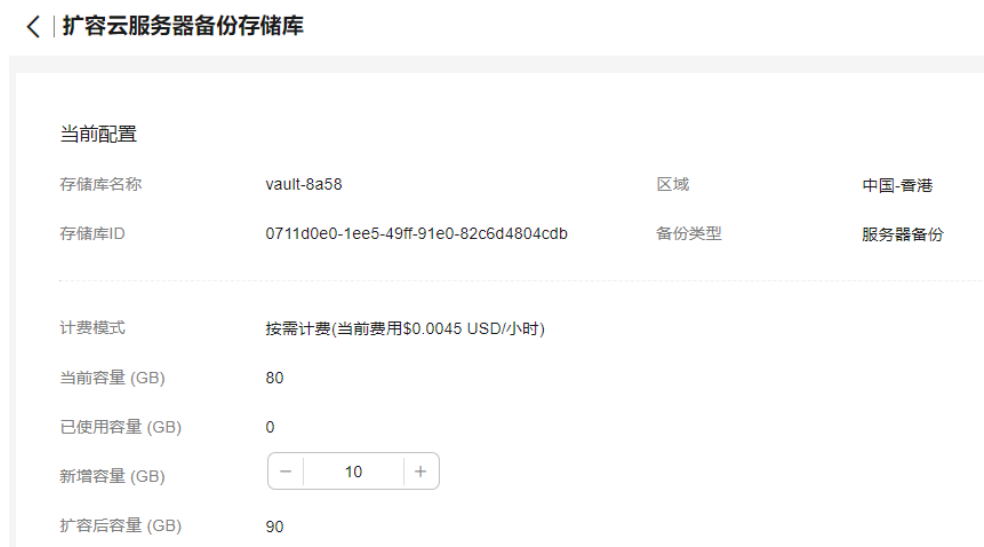 扩容云服务器备份存储库
当前配置
存储库名称 vault-8a58 区域 中国-香港
存储库ID 0711d0e0-1ee5-49ff-91e0-82c6d4804cdb 备份类型 服务器备份
计费模式 按需计费(当前费用$0.0045 USD/小时)
当前容量 (GB) 80
已使用容量 (GB) 0
新增容量 (GB) − 10 +
扩容后容量 (GB) 90